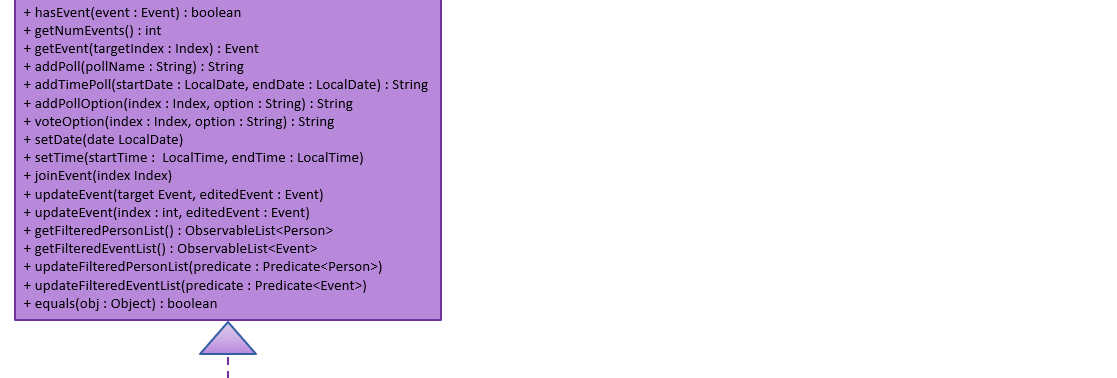 + hasEvent(event : Event) : boolean
+ getNumEvents() : int
+ getEvent(targetIndex : Index) : Event
+ addPoll(pollName : String) : String
+ addTimePoll(startDate : LocalDate, endDate : LocalDate) : String
+ addPollOption(index : Index, option : String) : String
+ voteOption(index : Index, option : String) : String
+ setDate(date LocalDate)
+ setTime(startTime :  LocalTime, endTime : LocalTime)
+ joinEvent(index Index)
+ updateEvent(target Event, editedEvent : Event)
+ updateEvent(index : int, editedEvent : Event)
+ getFilteredPersonList() : ObservableList<Person>
+ getFilteredEventList() : ObservableList<Event>
+ updateFilteredPersonList(predicate : Predicate<Person>)
+ updateFilteredEventList(predicate : Predicate<Event>)
+ equals(obj : Object) : boolean